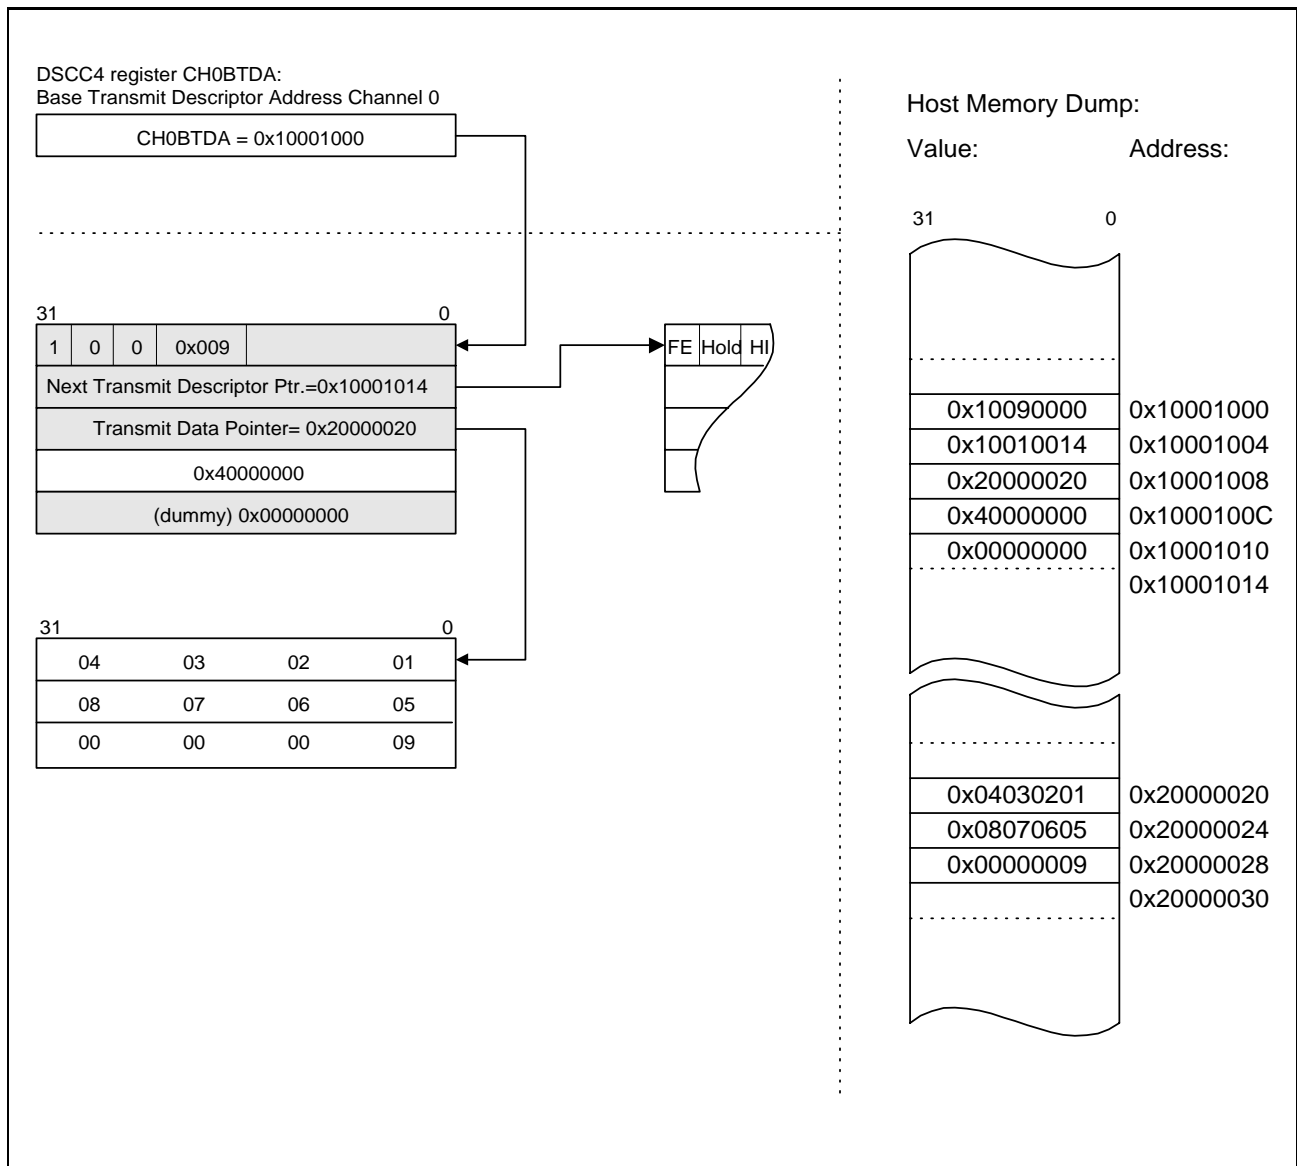 DSCC4 register CH0BTDA:
Base Transmit Descriptor Address Channel 0
CH0BTDA = 0x10001000
31 0
1 0 0 0x009
Next Transmit Descriptor Ptr.=0x10001014
Transmit Data Pointer= 0x20000020
0x40000000
(dummy) 0x00000000
FE Hold HI
31 0
04 03 02 01
08 07 06 05
00 00 00 09
Host Memory Dump:
Value: Address:
31 0
0x10090000 0x10001000
0x10010014 0x10001004
0x20000020 0x10001008
0x40000000 0x1000100C
0x00000000 0x10001010
0x10001014
0x04030201 0x20000020
0x08070605 0x20000024
0x00000009 0x20000028
0x20000030